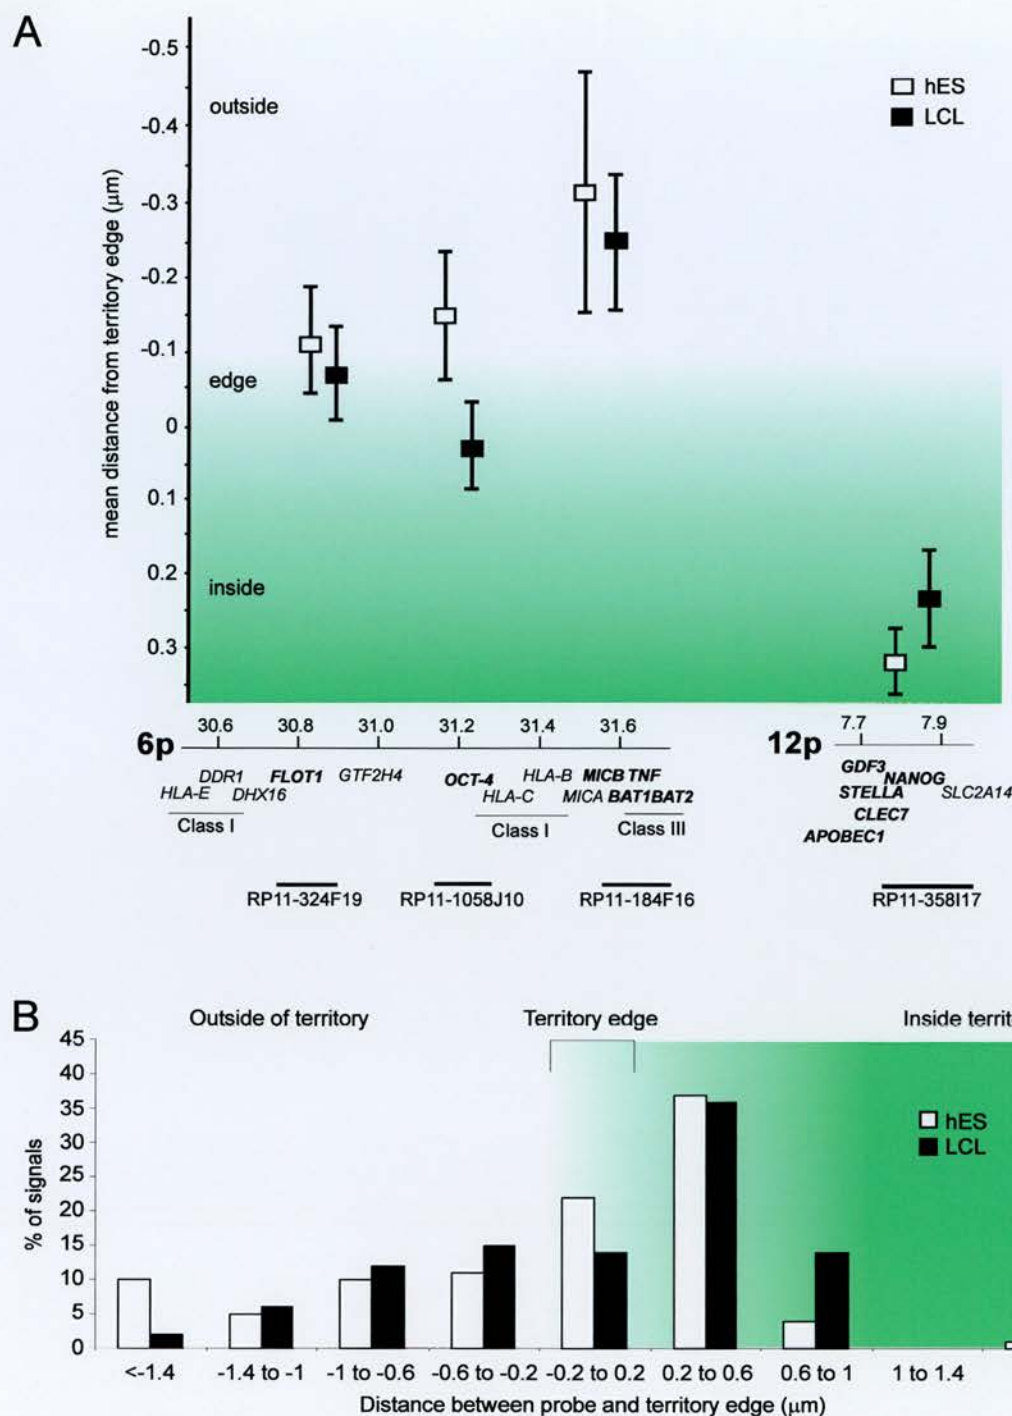 A
-0.5
-0.4
-0.3
-0.2
-0.1
0
0.1
0.2
0.3
mean distance from territory edge (μm)
outside
edge
inside
hES
LCL
6p
30.6 30.8 31.0 31.2 31.4 31.6
12p
7.7 7.9
DDR1 FLOT1 GTF2H4 OCT-4 HLA-B MICB TNF
HLA-E DHX16 HLA-C MICA BAT1BAT2
Class I Class I Class III
GDF3
NANOG
STELLA SLC2A14
CLEC7
APOBEC1
RP11-324F19 RP11-1058J10 RP11-184F16 RP11-358I17
B
Outside of territory Territory edge Inside territ
45
40
35
30
25
20
15
10
5
0
% of signals
hES
LCL
<-1.4 -1.4 to -1 -1 to -0.6 -0.6 to -0.2 -0.2 to 0.2 0.2 to 0.6 0.6 to 1 1 to 1.4
Distance between probe and territory edge (μm)